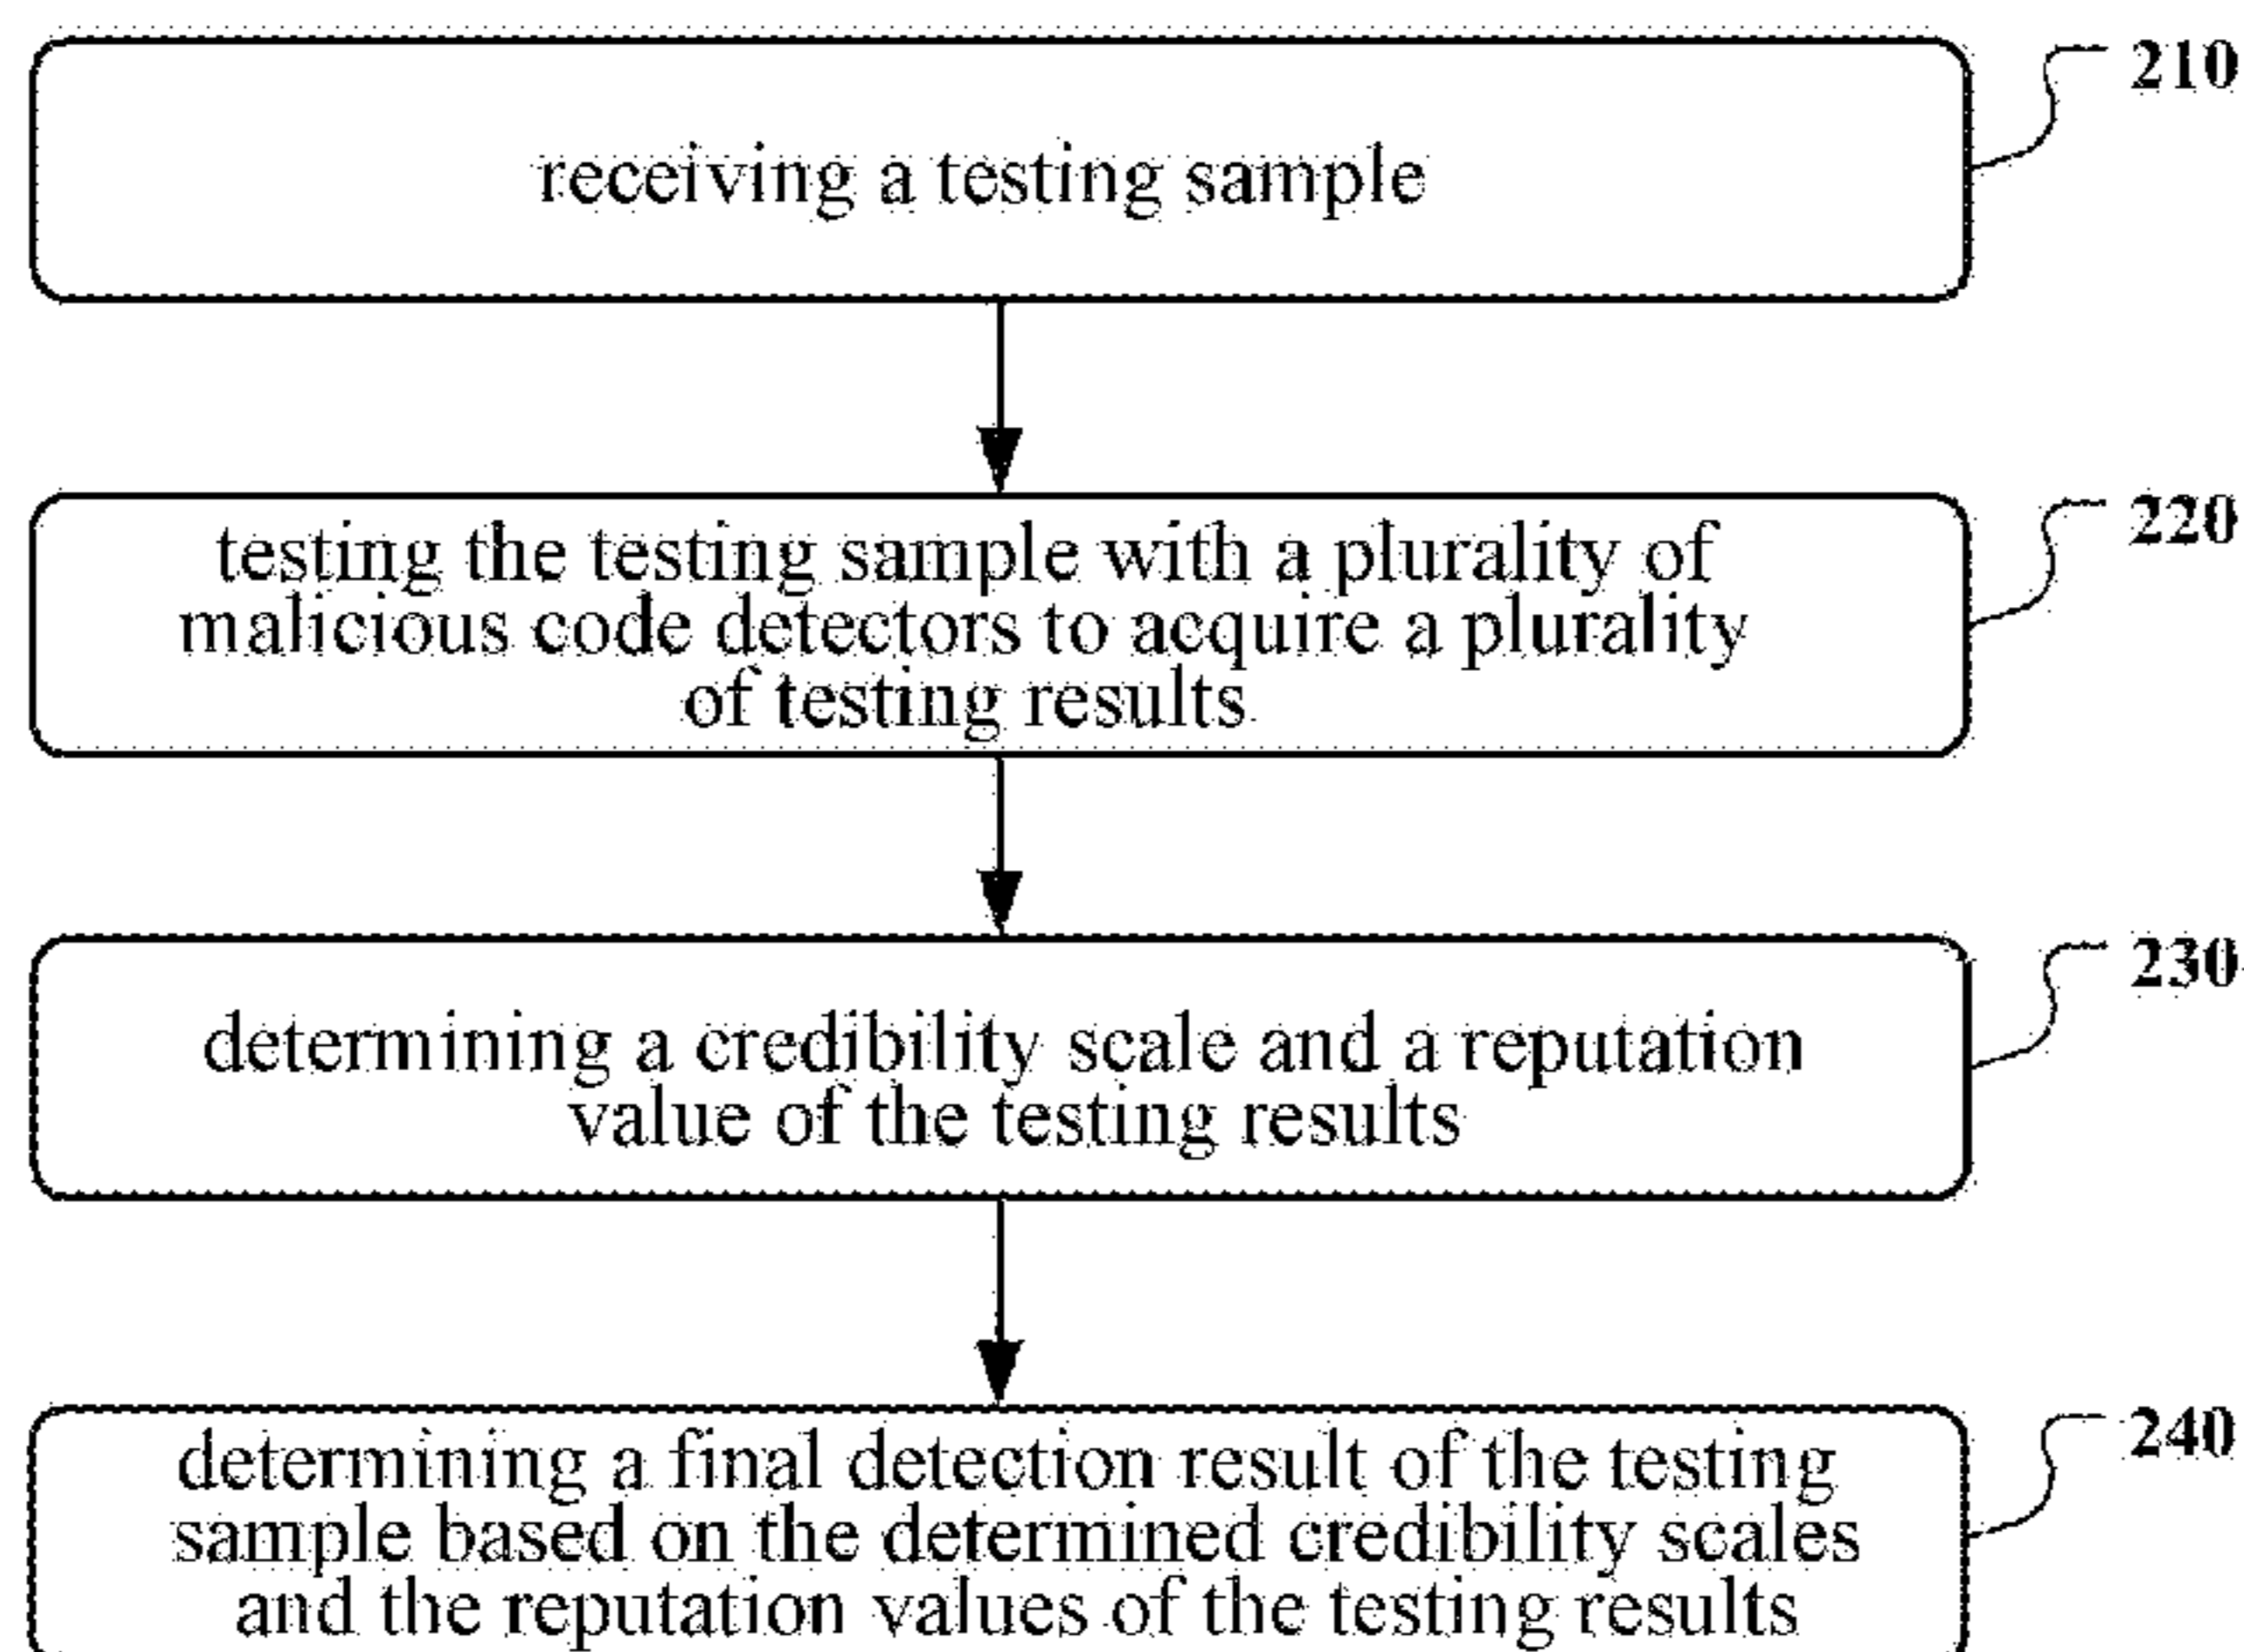 210
receiving a testing sample
220
testing the testing sample with a plurality of
malicious code detectors to acquire a plurality
of testing results
230
determining a credibility scale and a reputation
value of the testing results
240
determining a final detection result of the testing
sample based on the determined credibility scales
and the reputation values of the testing results